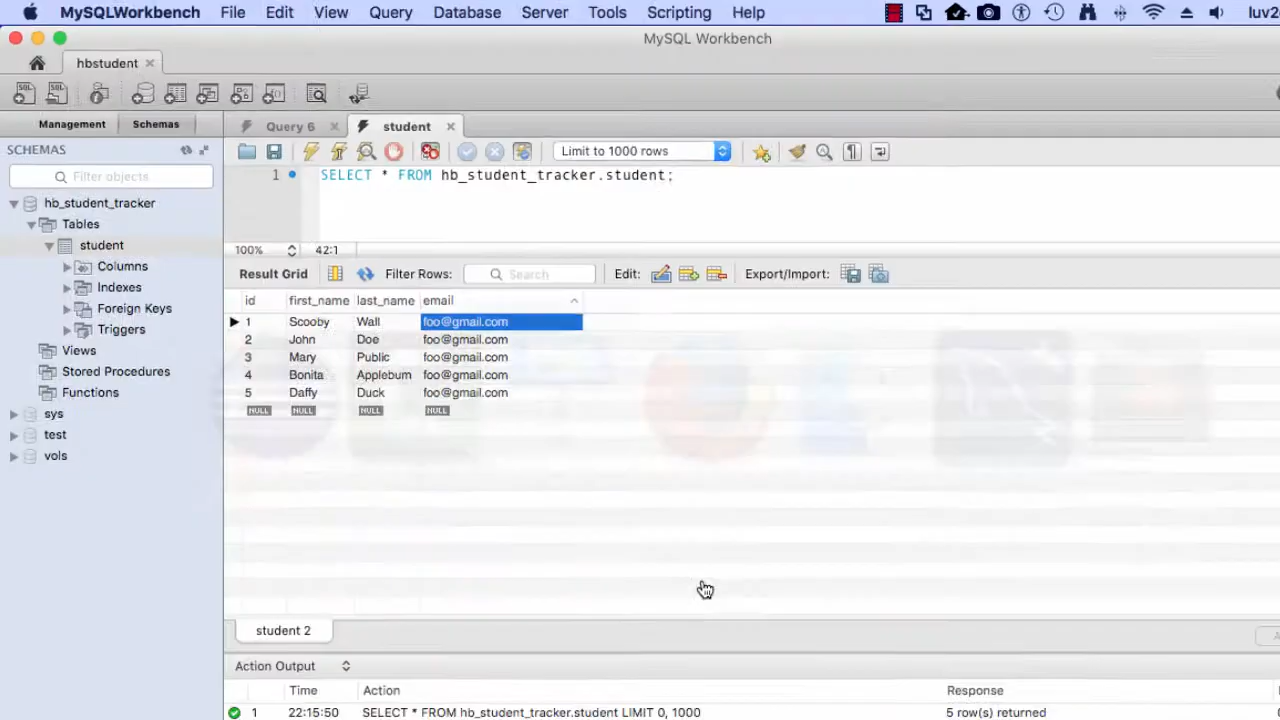 MySQLWorkbench File Edit View Query Database Server Tools Scripting Help
MySQL Workbench
hbstudent
Management Schemas
Query 6 student
SCHEMAS
Limit to 1000 rows
Filter objects
1 SELECT * FROM hb_student_tracker.student;
hb_student_tracker
Tables
student
100% 42:1
Columns
Result Grid Filter Rows: Search Edit: Export/Import:
Indexes
id first_name last_name email
Foreign Keys
1 Scooby Wall foo@gmail.com
Triggers
2 John Doe foo@gmail.com
Views
3 Mary Public foo@gmail.com
Stored Procedures
4 Bonita Applebum foo@gmail.com
Functions
5 Daffy Duck foo@gmail.com
NULL NULL NULL NULL
sys
test
vols
student 2
Action Output
Time Action Response
1 22:15:50 SELECT * FROM hb_student_tracker.student LIMIT 0, 1000 5 row(s) returned